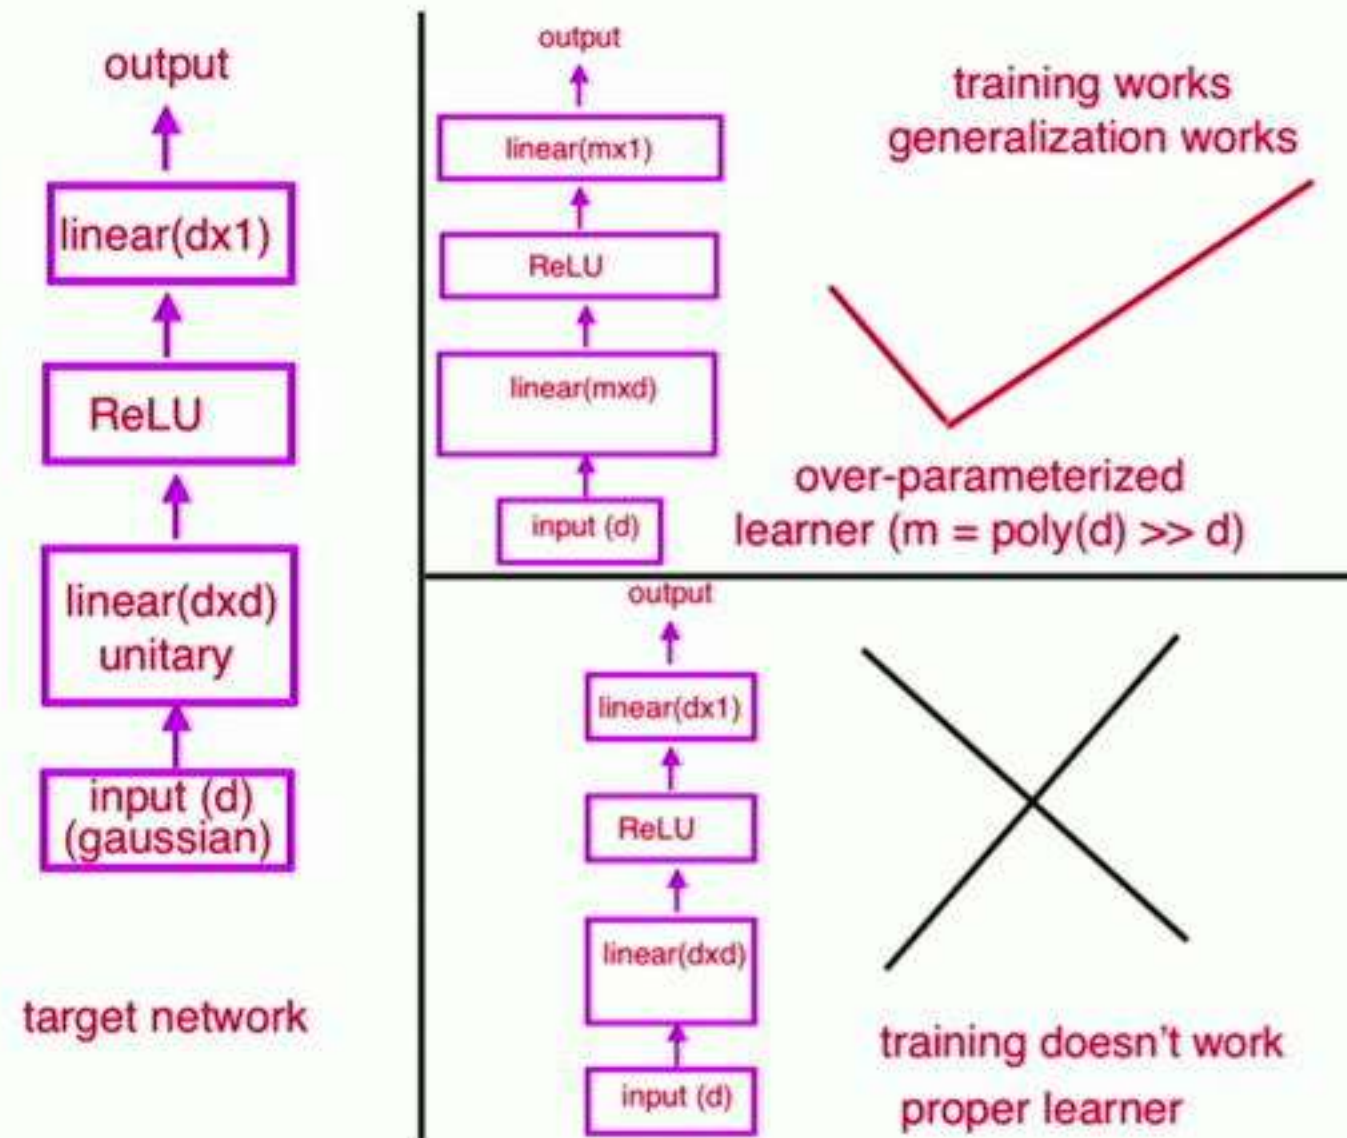 output
linear(dx1)
ReLU
linear(dxd)
unitary
input (d)
(gaussian)
target network
output
linear(mx1)
ReLU
linear(mxd)
input (d)
training works
generalization works
over-parameterized
learner (m = poly(d) >> d)
output
linear(dx1)
ReLU
linear(dxd)
input (d)
training doesn't work
proper learner